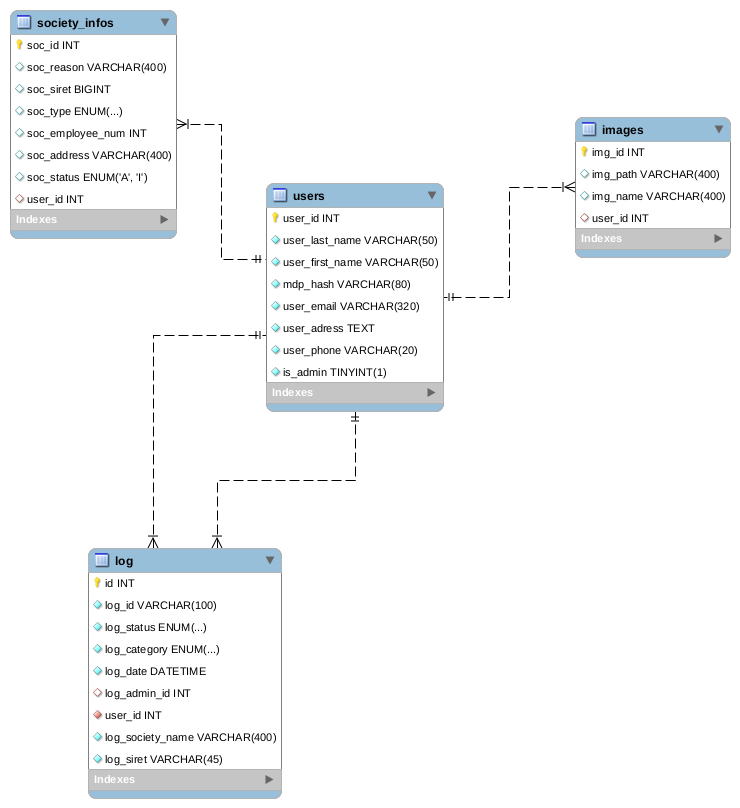 society_infos
soc_id INT
soc_reason VARCHAR(400)
soc_siret BIGINT
soc_type ENUM(...)
soc_employee_num INT
soc_address VARCHAR(400)
soc_status ENUM('A', 'I')
user_id INT
Indexes
images
img_id INT
img_path VARCHAR(400)
img_name VARCHAR(400)
user_id INT
Indexes
users
user_id INT
user_last_name VARCHAR(50)
user_first_name VARCHAR(50)
mdp_hash VARCHAR(80)
user_email VARCHAR(320)
user_adress TEXT
user_phone VARCHAR(20)
is_admin TINYINT(1)
Indexes
log
id INT
log_id VARCHAR(100)
log_status ENUM(...)
log_category ENUM(...)
log_date DATETIME
log_admin_id INT
user_id INT
log_society_name VARCHAR(400)
log_siret VARCHAR(45)
Indexes